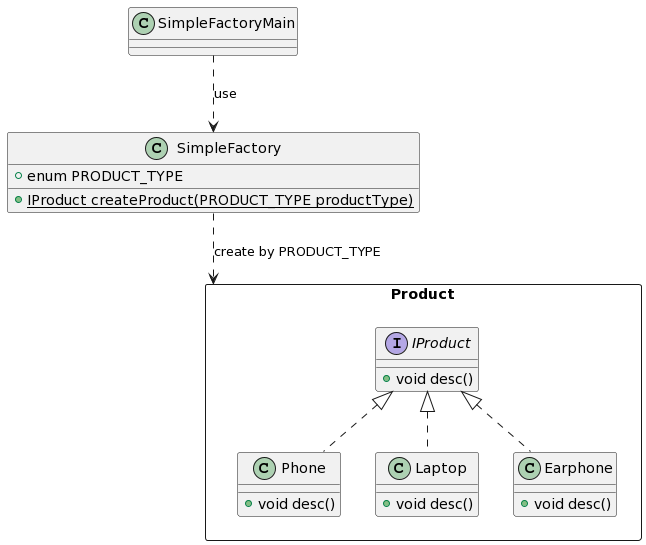 C SimpleFactoryMain
use
C SimpleFactory
enum PRODUCT_TYPE
IProduct createProduct(PRODUCT_TYPE productType)
create by PRODUCT_TYPE
Product
I IProduct
void desc()
C Phone
void desc()
C Laptop
void desc()
C Earphone
void desc()